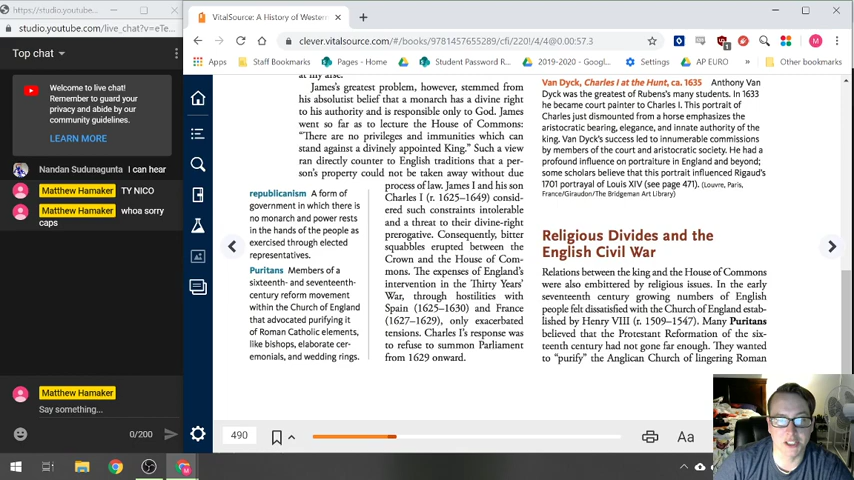 https://studio.youtube.com/live_chat?v=eTe...
studio.youtube.com/live_chat?v=eTe...
Top chat
Welcome to live chat!
Remember to guard your
privacy and abide by our
community guidelines.
LEARN MORE
Nandan Sudunagunta I can hear
Matthew Hamaker TY NICO
Matthew Hamaker whoa sorry
caps
Matthew Hamaker
Say something...
0/200
VitalSource: A History of Western
clever.vitalsource.com/#/books/9781457655289/cfi/220!/4/4@0:00:57.3
Apps
Staff Bookmarks
Home Page
Student Password R...
2019-2020 - Googl...
Settings
AP EURO
»
Other bookmarks
at my arse.
James's greatest problem, however, stemmed from
his absolutist belief that a monarch has a divine right
to his authority and is responsible only to God. James
went so far as to lecture the House of Commons:
"There are no privileges and immunities which can
stand against a divinely appointed King." Such a view
ran directly counter to English traditions that a per-
son's property could not be taken away without due
process of law. James I and his son
Charles I (r. 1625–1649) consid-
ered such constraints intolerable
and a threat to their divine-right
prerogative. Consequently, bitter
squabbles erupted between the
Crown and the House of Com-
mons. The expenses of England's
intervention in the Thirty Years'
War, through hostilities with
Spain (1625–1630) and France
(1627–1629), only exacerbated
tensions. Charles I's response was
to refuse to summon Parliament
from 1629 onward.
republicanism A form of
government in which there is
no monarch and power rests
in the hands of the people as
exercised through elected
representatives.
Puritans Members of a
sixteenth- and seventeenth-
century reform movement
within the Church of England
that advocated purifying it
of Roman Catholic elements,
like bishops, elaborate cer-
emonials, and wedding rings.
Van Dyck, Charles I at the Hunt, ca. 1635 Anthony Van
Dyck was the greatest of Rubens's many students. In 1633
he became court painter to Charles I. This portrait of
Charles just dismounted from a horse emphasizes the
aristocratic bearing, elegance, and innate authority of the
king. Van Dyck's success led to innumerable commissions
by members of the court and aristocratic society. He had a
profound influence on portraiture in England and beyond;
some scholars believe that this portrait influenced Rigaud's
1701 portrayal of Louis XIV (see page 471). (Louvre, Paris,
France/Giraudon/The Bridgeman Art Library)
Religious Divides and the
English Civil War
Relations between the king and the House of Commons
were also embittered by religious issues. In the early
seventeenth century growing numbers of English
people felt dissatisfied with the Church of England estab-
lished by Henry VIII (r. 1509–1547). Many Puritans
believed that the Protestant Reformation of the six-
teenth century had not gone far enough. They wanted
to "purify" the Anglican Church of lingering Roman
490
Aa